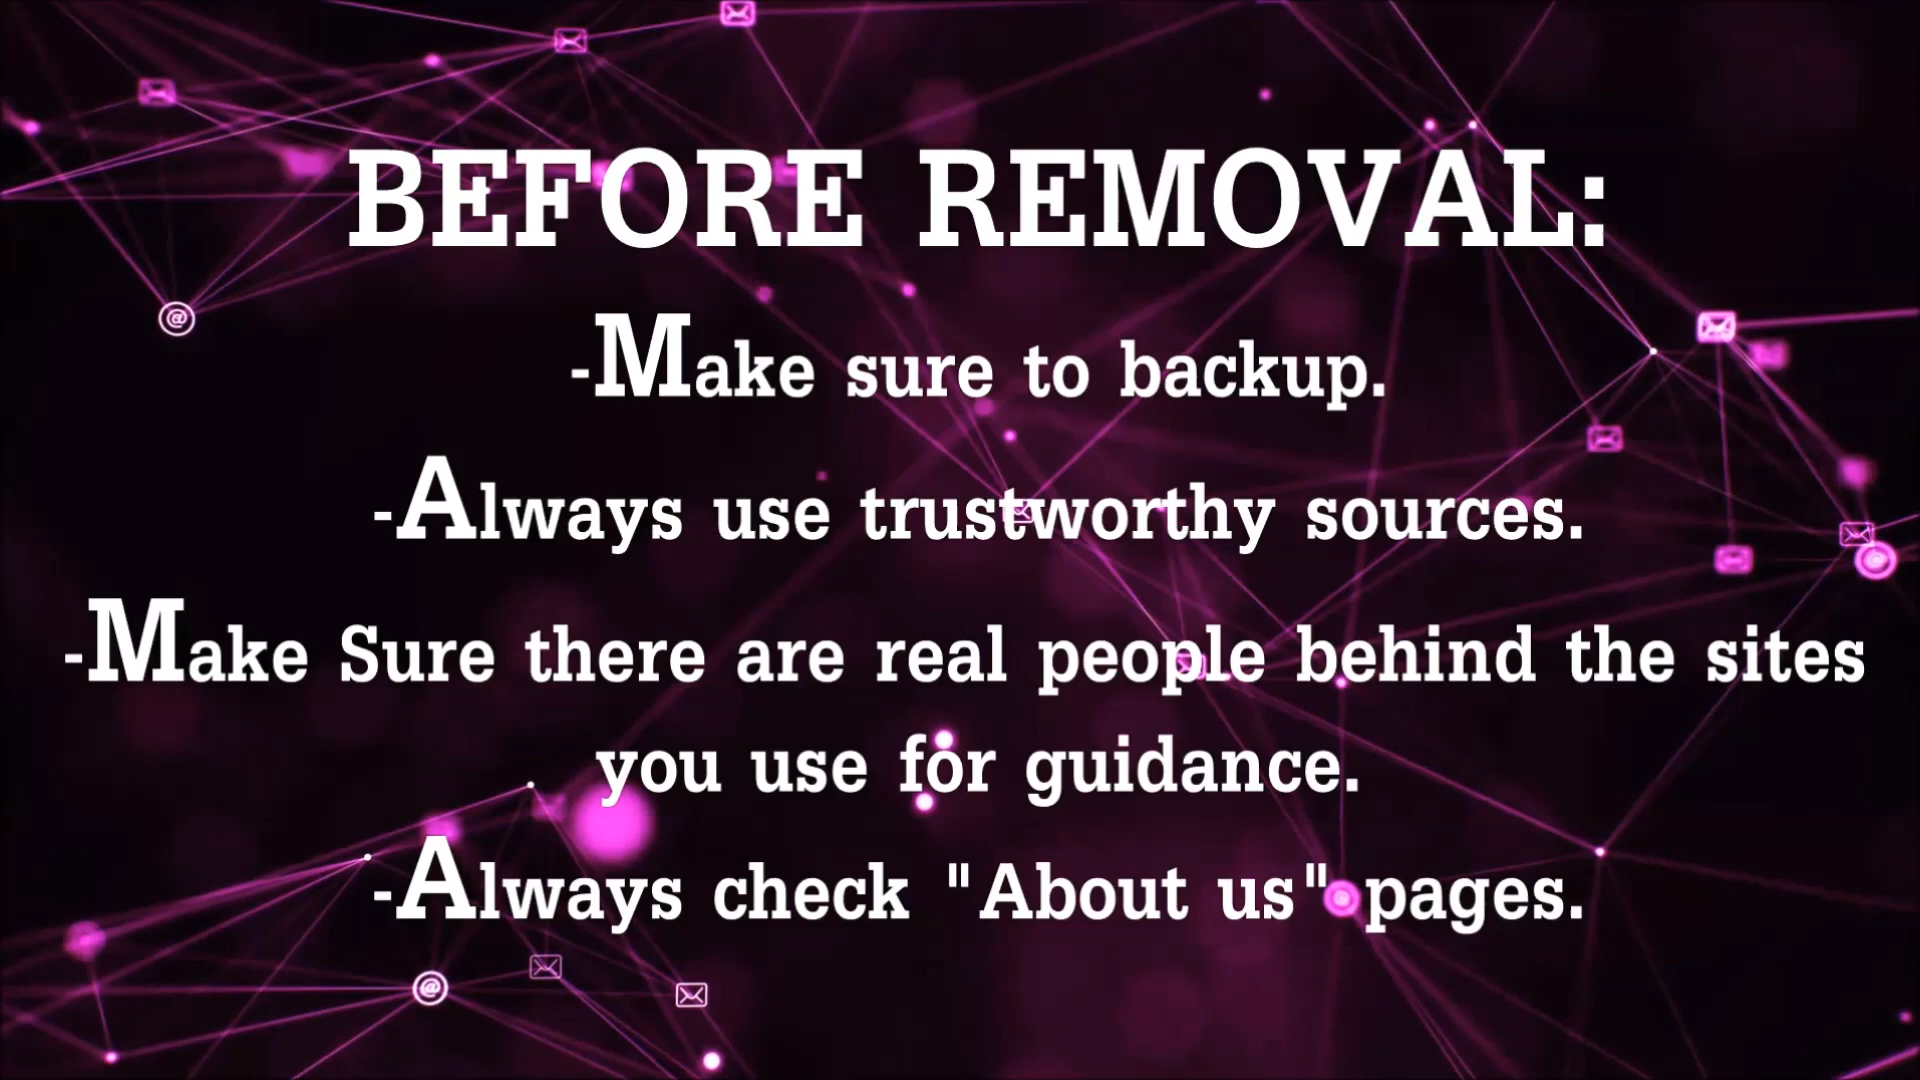 BEFORE REMOVAL:
-Make sure to backup.
-Always use trustworthy sources.
-Make Sure there are real people behind the sites
you use for guidance.
-Always check "About us" pages.